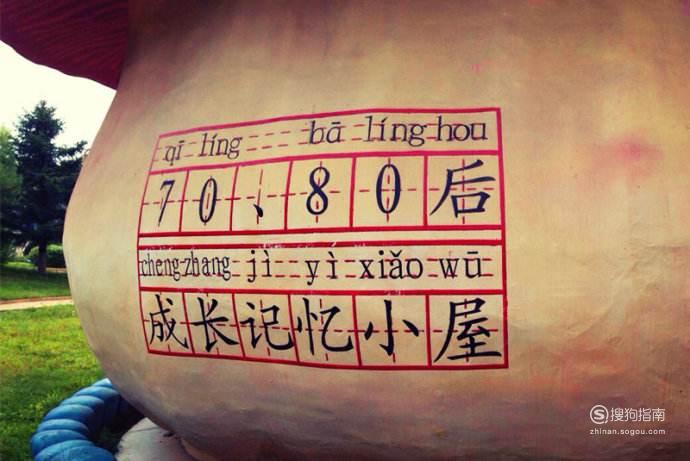 qī líng bā líng hou
70、80后
cheng zhang jì yì xiǎo wū
成长记忆小屋
搜狗指南
zhinan.sogou.com